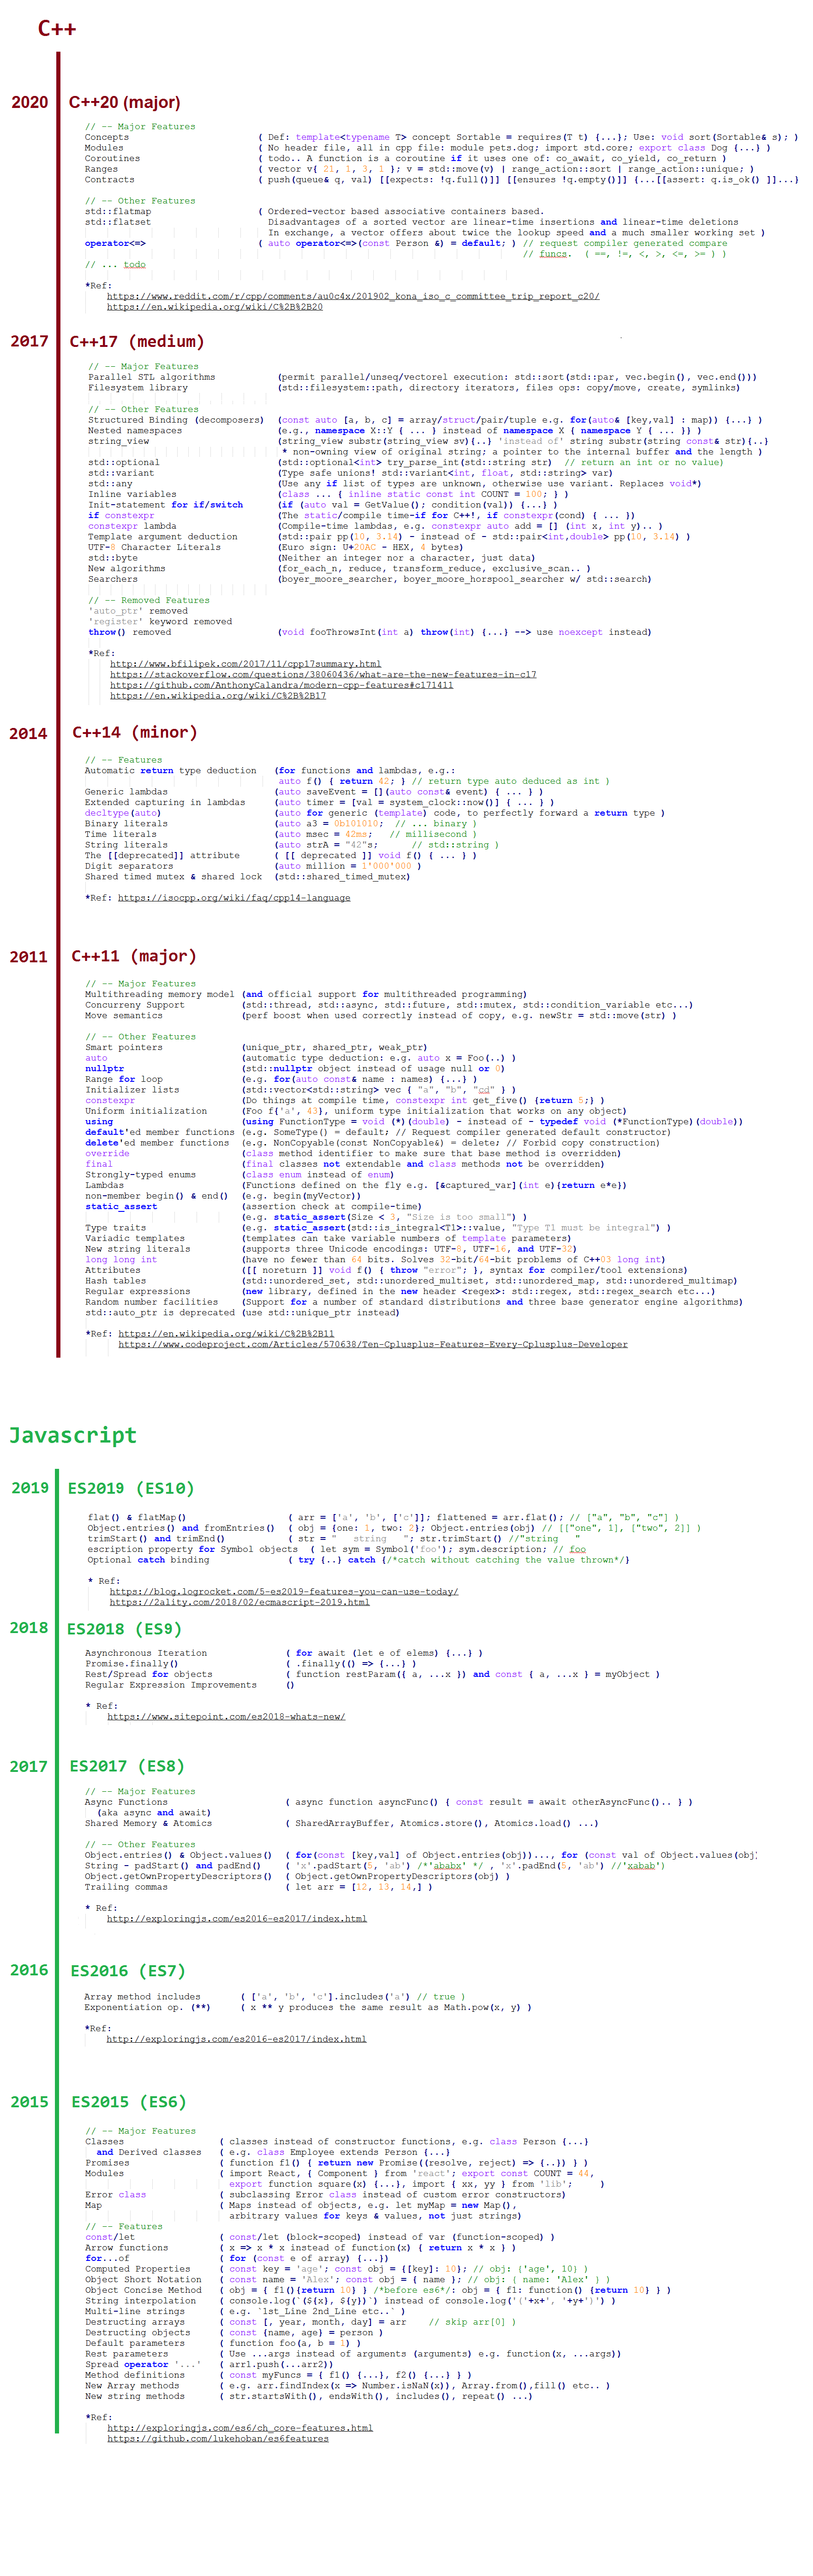 C++
2020 C++20 (major)
// -- Major Features
Concepts ( Def: template<typename T> concept Sortable = requires(T t) {...}; Use: void sort(Sortable& s); )
Modules ( No header file, all in cpp file: module pets.dog; import std.core; export class Dog {...} )
Coroutines ( todo.. A function is a coroutine if it uses one of: co_await, co_yield, co_return )
Ranges ( vector v{ 21, 1, 3, 1 }; v = std::move(v) | range_action::sort | range_action::unique; )
Contracts ( push(queue& q, val) [[expects: !q.full()]] [[ensures !q.empty()]] {...[[assert: q.is_ok() ]]...}
// -- Other Features
std::flatmap ( Ordered-vector based associative containers based.
std::flatset Disadvantages of a sorted vector are linear-time insertions and linear-time deletions
In exchange, a vector offers about twice the lookup speed and a much smaller working set )
operator<=> ( auto operator<=>(const Person &) = default; ) // request compiler generated compare
// funcs. ( ==, !=, <, >, <=, >= ) )
// ... todo
*Ref:
https://www.reddit.com/r/cpp/comments/au0c4x/201902_kona_iso_c_committee_trip_report_c20/
https://en.wikipedia.org/wiki/C%2B%2B20
2017 C++17 (medium)
// -- Major Features
Parallel STL algorithms (permit parallel/unseq/vectorel execution: std::sort(std::par, vec.begin(), vec.end()))
Filesystem library (std::filesystem::path, directory iterators, files ops: copy/move, create, symlinks)
// -- Other Features
Structured Binding (decomposers) (const auto [a, b, c] = array/struct/pair/tuple e.g. for(auto& [key,val] : map)) {...} )
Nested namespaces (e.g., namespace X::Y { ... } instead of namespace X { namespace Y { ... }} )
string_view (string_view substr(string_view sv){..} 'instead of' string substr(string const& str){..}
* non-owning view of original string; a pointer to the internal buffer and the length )
std::optional (std::optional<int> try_parse_int(std::string str) // return an int or no value)
std::variant (Type safe unions! std::variant<int, float, std::string> var)
std::any (Use any if list of types are unknown, otherwise use variant. Replaces void*)
Inline variables (class ... { inline static const int COUNT = 100; } )
Init-statement for if/switch (if (auto val = GetValue(); condition(val)) {...} )
if constexpr (The static/compile time-if for C++!, if constexpr(cond) { ... })
constexpr lambda (Compile-time lambdas, e.g. constexpr auto add = [] (int x, int y).. )
Template argument deduction (std::pair pp(10, 3.14) - instead of - std::pair<int,double> pp(10, 3.14) )
UTF-8 Character Literals (Euro sign: U+20AC - HEX, 4 bytes)
std::byte (Neither an integer nor a character, just data)
New algorithms (for_each_n, reduce, transform_reduce, exclusive_scan.. )
Searchers (boyer_moore_searcher, boyer_moore_horspool_searcher w/ std::search)
// -- Removed Features
'auto_ptr' removed
'register' keyword removed
throw() removed (void fooThrowsInt(int a) throw(int) {...} --> use noexcept instead)
*Ref:
http://www.bfilipek.com/2017/11/cpp17summary.html
https://stackoverflow.com/questions/38060436/what-are-the-new-features-in-c17
https://github.com/AnthonyCalandra/modern-cpp-features#c171411
https://en.wikipedia.org/wiki/C%2B%2B17
2014 C++14 (minor)
// -- Features
Automatic return type deduction (for functions and lambdas, e.g.:
auto f() { return 42; } // return type auto deduced as int )
Generic lambdas (auto saveEvent = [](auto const& event) { ... } )
Extended capturing in lambdas (auto timer = [val = system_clock::now()] { ... } )
decltype(auto) (auto for generic (template) code, to perfectly forward a return type )
Binary literals (auto a3 = 0b101010; // ... binary )
Time literals (auto msec = 42ms; // millisecond )
String literals (auto strA = "42"s; // std::string )
The [[deprecated]] attribute ( [[ deprecated ]] void f() { ... } )
Digit separators (auto million = 1'000'000 )
Shared timed mutex & shared lock (std::shared_timed_mutex)
*Ref: https://isocpp.org/wiki/faq/cpp14-language
2011 C++11 (major)
// -- Major Features
Multithreading memory model (and official support for multithreaded programming)
Concurreny Support (std::thread, std::async, std::future, std::mutex, std::condition_variable etc...)
Move semantics (perf boost when used correctly instead of copy, e.g. newStr = std::move(str) )
// -- Other Features
Smart pointers (unique_ptr, shared_ptr, weak_ptr)
auto (automatic type deduction: e.g. auto x = Foo(..) )
nullptr (std::nullptr object instead of usage null or 0)
Range for loop (e.g. for(auto const& name : names) {...} )
Initializer lists (std::vector<std::string> vec { "a", "b", "cd" } )
constexpr (Do things at compile time, constexpr int get_five() {return 5;} )
Uniform initialization (Foo f{'a', 43}, uniform type initialization that works on any object)
using (using FunctionType = void (*)(double) - instead of - typedef void (*FunctionType)(double))
default'ed member functions (e.g. SomeType() = default; // Request compiler generated default constructor)
delete'ed member functions (e.g. NonCopyable(const NonCopyable&) = delete; // Forbid copy construction)
override (class method identifier to make sure that base method is overridden)
final (final classes not extendable and class methods not be overridden)
Strongly-typed enums (class enum instead of enum)
Lambdas (Functions defined on the fly e.g. [&captured_var](int e){return e*e})
non-member begin() & end() (e.g. begin(myVector))
static_assert (assertion check at compile-time)
(e.g. static_assert(Size < 3, "Size is too small") )
Type traits (e.g. static_assert(std::is_integral<T1>::value, "Type T1 must be integral") )
Variadic templates (templates can take variable numbers of template parameters)
New string literals (supports three Unicode encodings: UTF-8, UTF-16, and UTF-32)
long long int (have no fewer than 64 bits. Solves 32-bit/64-bit problems of C++03 long int)
Attributes ([[ noreturn ]] void f() { throw "error"; }, syntax for compiler/tool extensions)
Hash tables (std::unordered_set, std::unordered_multiset, std::unordered_map, std::unordered_multimap)
Regular expressions (new library, defined in the new header <regex>: std::regex, std::regex_search etc...)
Random number facilities (Support for a number of standard distributions and three base generator engine algorithms)
std::auto_ptr is deprecated (use std::unique_ptr instead)
*Ref: https://en.wikipedia.org/wiki/C%2B%2B11
https://www.codeproject.com/Articles/570638/Ten-Cplusplus-Features-Every-Cplusplus-Developer
Javascript
2019 ES2019 (ES10)
flat() & flatMap() ( arr = ['a', 'b', ['c']]; flattened = arr.flat(); // ["a", "b", "c"] )
Object.entries() and fromEntries() ( obj = {one: 1, two: 2}; Object.entries(obj) // [["one", 1], ["two", 2]] )
trimStart() and trimEnd() ( str = " string "; str.trimStart() //"string "
escription property for Symbol objects ( let sym = Symbol('foo'); sym.description; // foo
Optional catch binding ( try {..} catch {/*catch without catching the value thrown*/}
* Ref:
https://blog.logrocket.com/5-es2019-features-you-can-use-today/
https://2ality.com/2018/02/ecmascript-2019.html
2018 ES2018 (ES9)
Asynchronous Iteration ( for await (let e of elems) {...} )
Promise.finally() ( .finally(() => {...} )
Rest/Spread for objects ( function restParam({ a, ...x }) and const { a, ...x } = myObject )
Regular Expression Improvements ()
* Ref:
https://www.sitepoint.com/es2018-whats-new/
2017 ES2017 (ES8)
// -- Major Features
Async Functions ( async function asyncFunc() { const result = await otherAsyncFunc().. } )
(aka async and await)
Shared Memory & Atomics ( SharedArrayBuffer, Atomics.store(), Atomics.load() ...)
// -- Other Features
Object.entries() & Object.values() ( for(const [key,val] of Object.entries(obj))..., for (const val of Object.values(obj)
String - padStart() and padEnd() ( 'x'.padStart(5, 'ab') /*'ababx' */ , 'x'.padEnd(5, 'ab') //'xabab')
Object.getOwnPropertyDescriptors() ( Object.getOwnPropertyDescriptors(obj) )
Trailing commas ( let arr = [12, 13, 14,] )
* Ref:
http://exploringjs.com/es2016-es2017/index.html
2016 ES2016 (ES7)
Array method includes ( ['a', 'b', 'c'].includes('a') // true )
Exponentiation op. (**) ( x ** y produces the same result as Math.pow(x, y) )
*Ref:
http://exploringjs.com/es2016-es2017/index.html
2015 ES2015 (ES6)
// -- Major Features
Classes ( classes instead of constructor functions, e.g. class Person {...}
and Derived classes ( e.g. class Employee extends Person {...}
Promises ( function f1() { return new Promise((resolve, reject) => {..}) } )
Modules ( import React, { Component } from 'react'; export const COUNT = 44,
export function square(x) {...}, import { xx, yy } from 'lib'; )
Error class ( subclassing Error class instead of custom error constructors)
Map ( Maps instead of objects, e.g. let myMap = new Map(),
arbitrary values for keys & values, not just strings)
// -- Features
const/let ( const/let (block-scoped) instead of var (function-scoped) )
Arrow functions ( x => x * x instead of function(x) { return x * x } )
for...of ( for (const e of array) {...})
Computed Properties ( const key = 'age'; const obj = {[key]: 10}; // obj: {'age', 10} )
Object Short Notation ( const name = 'Alex'; const obj = { name }; // obj: { name: 'Alex' } )
Object Concise Method ( obj = { f1(){return 10} } /*before es6*/: obj = { f1: function() {return 10} } )
String interpolation ( console.log(`(${x}, ${y})`) instead of console.log('('+x+', '+y+')') )
Multi-line strings ( e.g. `1st_Line 2nd_Line etc..` )
Destructing arrays ( const [, year, month, day] = arr // skip arr[0] )
Destructing objects ( const {name, age} = person )
Default parameters ( function foo(a, b = 1) )
Rest parameters ( Use ...args instead of arguments (arguments) e.g. function(x, ...args))
Spread operator '...' ( arr1.push(...arr2))
Method definitions ( const myFuncs = { f1() {...}, f2() {...} } )
New Array methods ( e.g. arr.findIndex(x => Number.isNaN(x)), Array.from(),fill() etc.. )
New string methods ( str.startsWith(), endsWith(), includes(), repeat() ...)
*Ref:
http://exploringjs.com/es6/ch_core-features.html
https://github.com/lukehoban/es6features